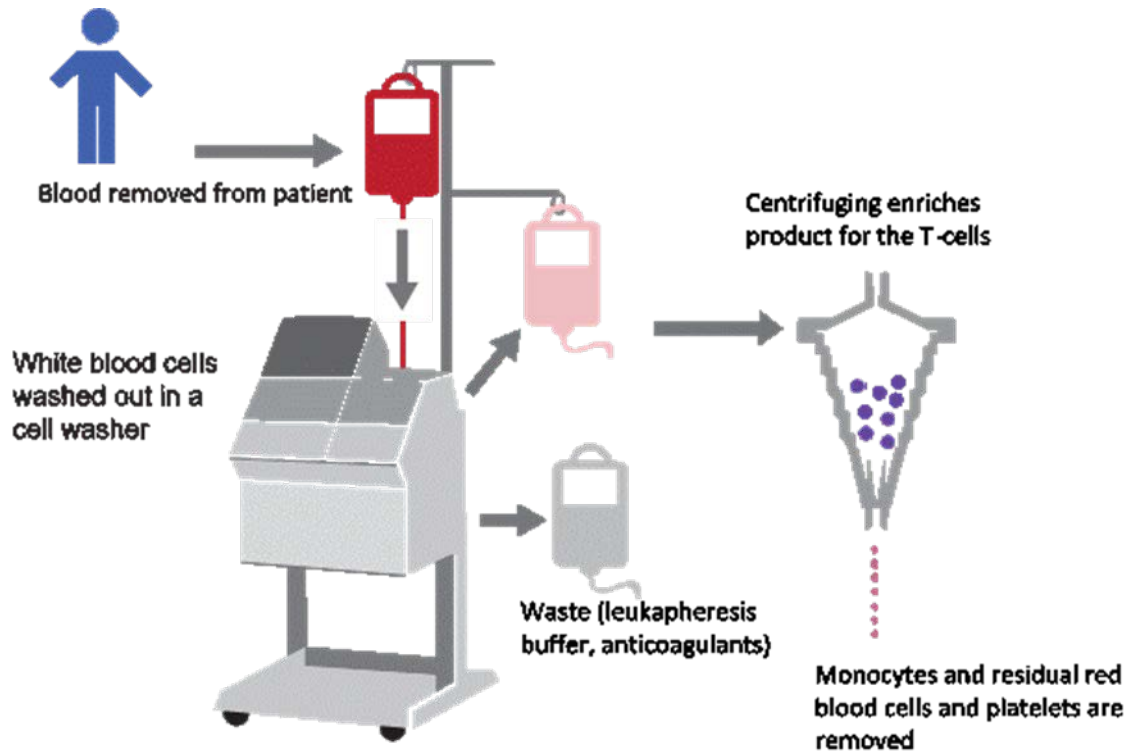 Blood removed from patient
White blood cells
washed out in a
cell washer
Centrifuging enriches
product for the T-cells
Waste (leukapheresis
buffer, anticoagulants)
Monocytes and residual red
blood cells and platelets are
removed